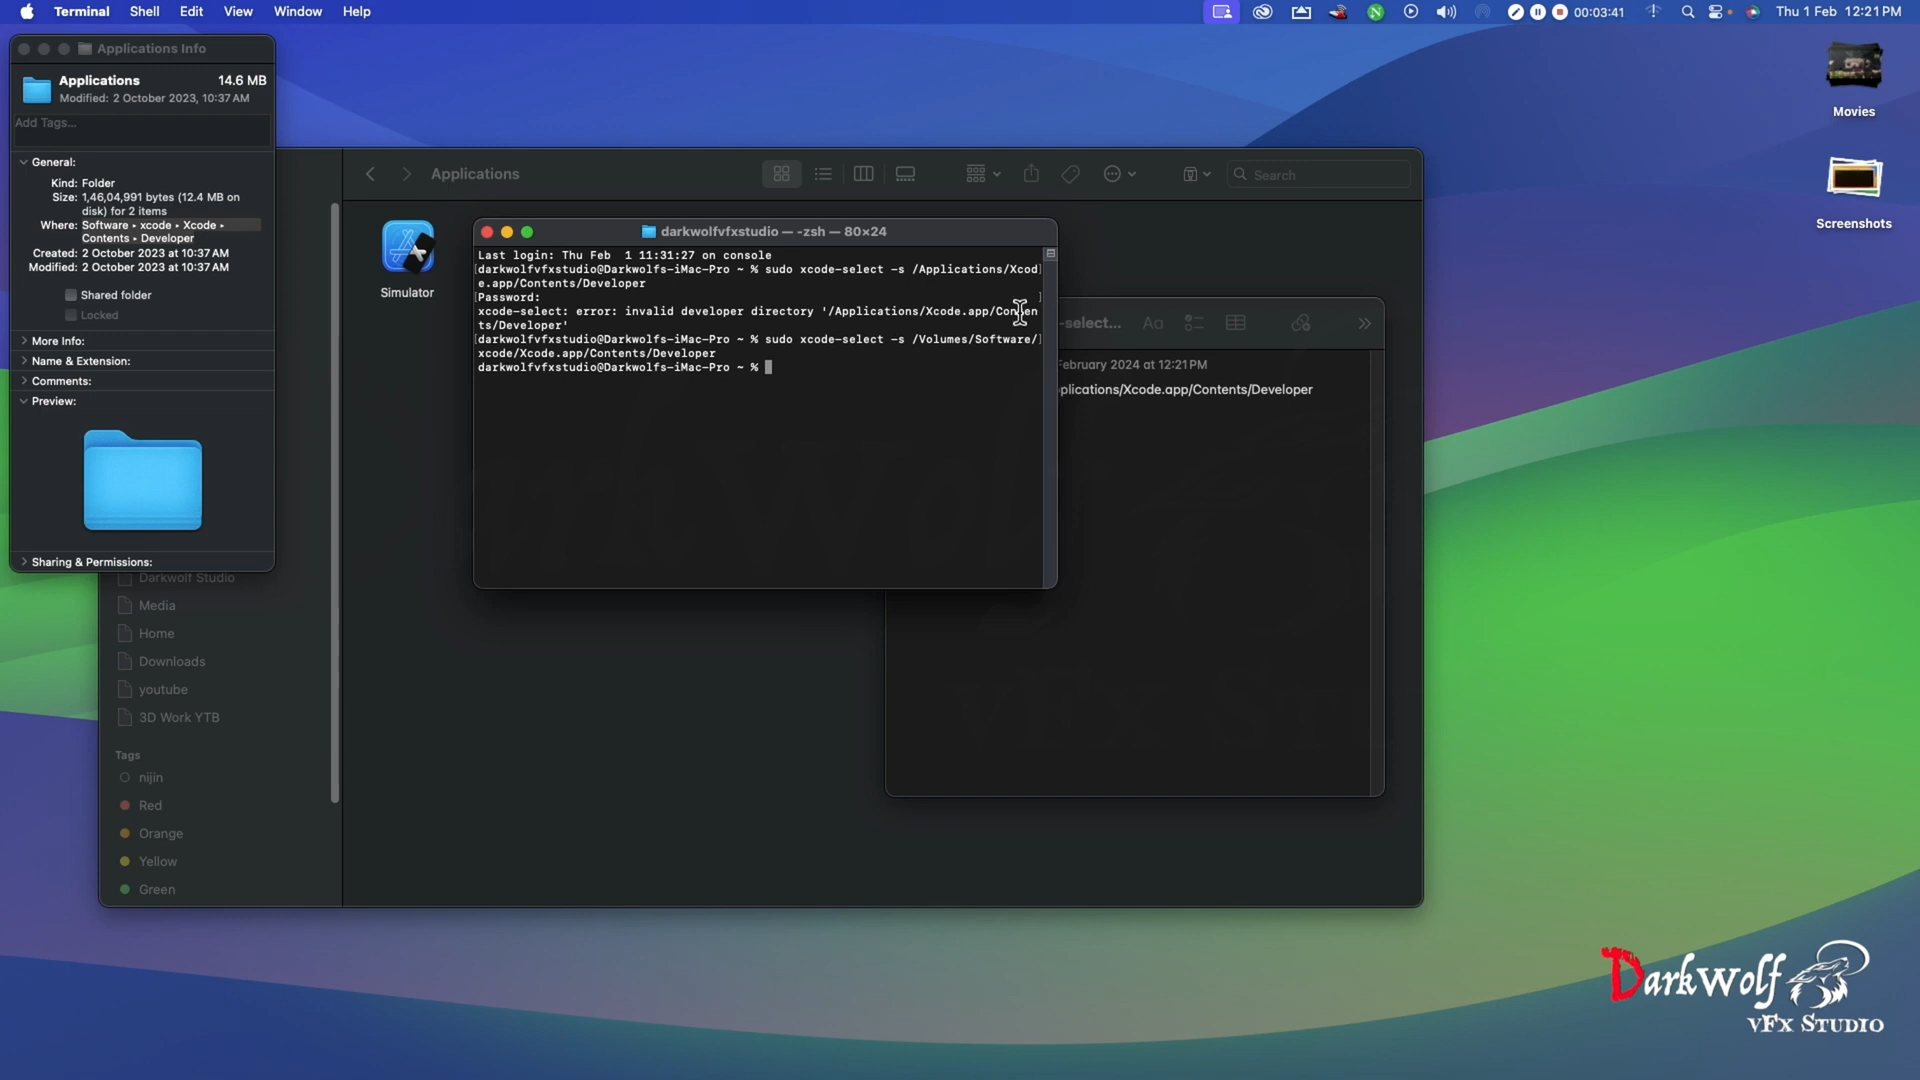 Terminal Shell Edit View Window Help
00:03:41 Thu 1 Feb 12:21 PM
Applications Info
Applications 14.6 MB
Modified: 2 October 2023, 10:37 AM
Add Tags...
General:
Kind: Folder
Size: 1,46,04,991 bytes (12.4 MB on
disk) for 2 items
Where: Software ▸ xcode ▸ Xcode ▸
Contents ▸ Developer
Created: 2 October 2023 at 10:37 AM
Modified: 2 October 2023 at 10:37 AM
Shared folder
Locked
More Info:
Name & Extension:
Comments:
Preview:
Sharing & Permissions:
Darkwolf Studio
Media
Home
Downloads
youtube
3D Work YTB
Tags
nijin
Red
Orange
Yellow
Green
Applications
Search
Simulator
darkwolfvfxstudio — -zsh — 80×24
Last login: Thu Feb  1 11:31:27 on console
[darkwolfvfxstudio@Darkwolfs-iMac-Pro ~ % sudo xcode-select -s /Applications/Xcod]
e.app/Contents/Developer
[Password: ]
xcode-select: error: invalid developer directory '/Applications/Xcode.app/Conten
ts/Developer'
[darkwolfvfxstudio@Darkwolfs-iMac-Pro ~ % sudo xcode-select -s /Volumes/Software/]
xcode/Xcode.app/Contents/Developer
darkwolfvfxstudio@Darkwolfs-iMac-Pro ~ %
-select... Aa
ebruary 2024 at 12:21 PM
plications/Xcode.app/Contents/Developer
Movies
Screenshots
DarkWolf
vFx Studio